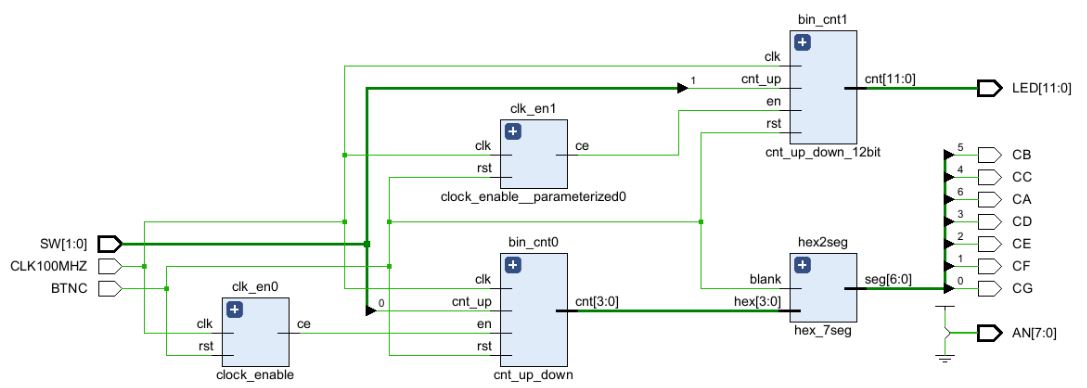 bin_cnt1
clk
cnt_up
en
rst
cnt[11:0]
cnt_up_down_12bit
LED[11:0]
1
clk_en1
clk
rst
ce
clock_enable__parameterized0
SW[1:0]
CLK100MHZ
BTNC
clk_en0
clk
rst
ce
clock_enable
0
bin_cnt0
clk
cnt_up
en
rst
cnt[3:0]
cnt_up_down
hex2seg
blank
hex[3:0]
seg[6:0]
hex_7seg
5 CB
4 CC
6 CA
3 CD
2 CE
1 CF
0 CG
AN[7:0]